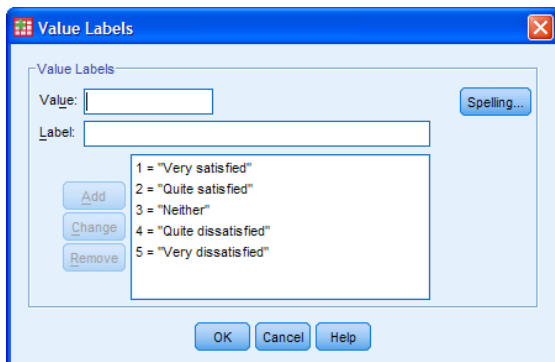 Value Labels
Value Labels
Value:
Spelling...
Label:
1 = "Very satisfied"
2 = "Quite satisfied"
3 = "Neither"
4 = "Quite dissatisfied"
5 = "Very dissatisfied"
Add
Change
Remove
OK Cancel Help